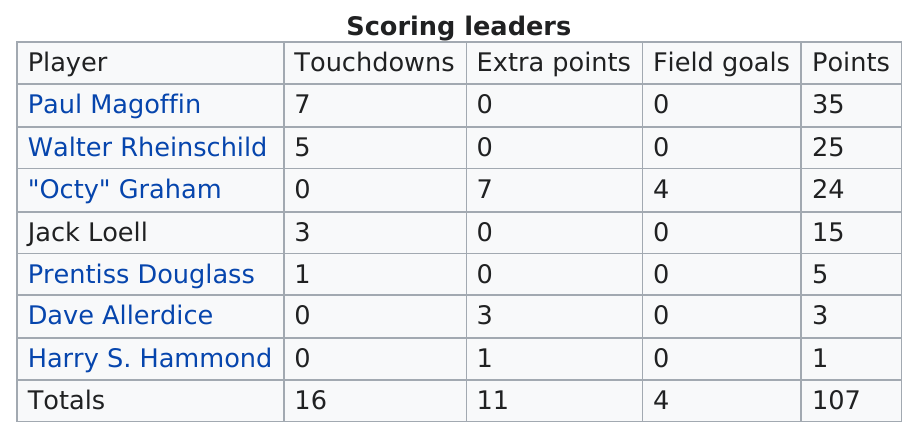 Scoring leaders
Player Touchdowns Extra points Field goals Points
Paul Magoffin 7 0 0 35
Walter Rheinschild 5 0 0 25
"Octy" Graham 0 7 4 24
Jack Loell 3 0 0 15
Prentiss Douglass 1 0 0 5
Dave Allerdice 0 3 0 3
Harry S. Hammond 0 1 0 1
Totals 16 11 4 107